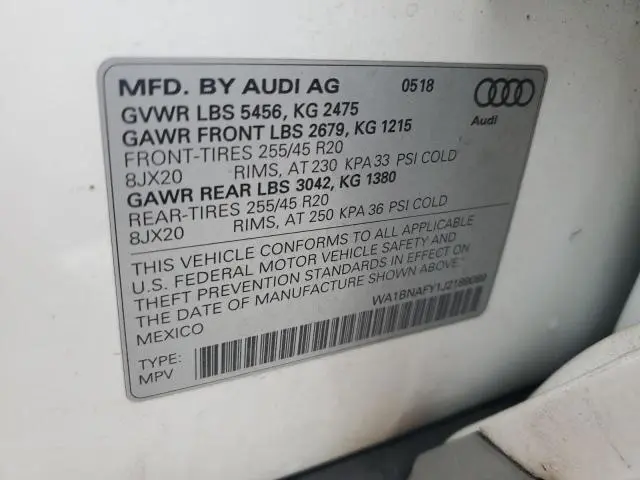 MFD. BY AUDI AG 0518
Audi
GVWR LBS 5456, KG 2475
GAWR FRONT LBS 2679, KG 1215
FRONT-TIRES 255/45 R20
8JX20 RIMS, AT 230 KPA 33 PSI COLD
GAWR REAR LBS 3042, KG 1380
REAR-TIRES 255/45 R20
8JX20 RIMS, AT 250 KPA 36 PSI COLD
THIS VEHICLE CONFORMS TO ALL APPLICABLE
U.S. FEDERAL MOTOR VEHICLE SAFETY AND
THEFT PREVENTION STANDARDS IN EFFECT ON
THE DATE OF MANUFACTURE SHOWN ABOVE.
MEXICO
TYPE:
MPV